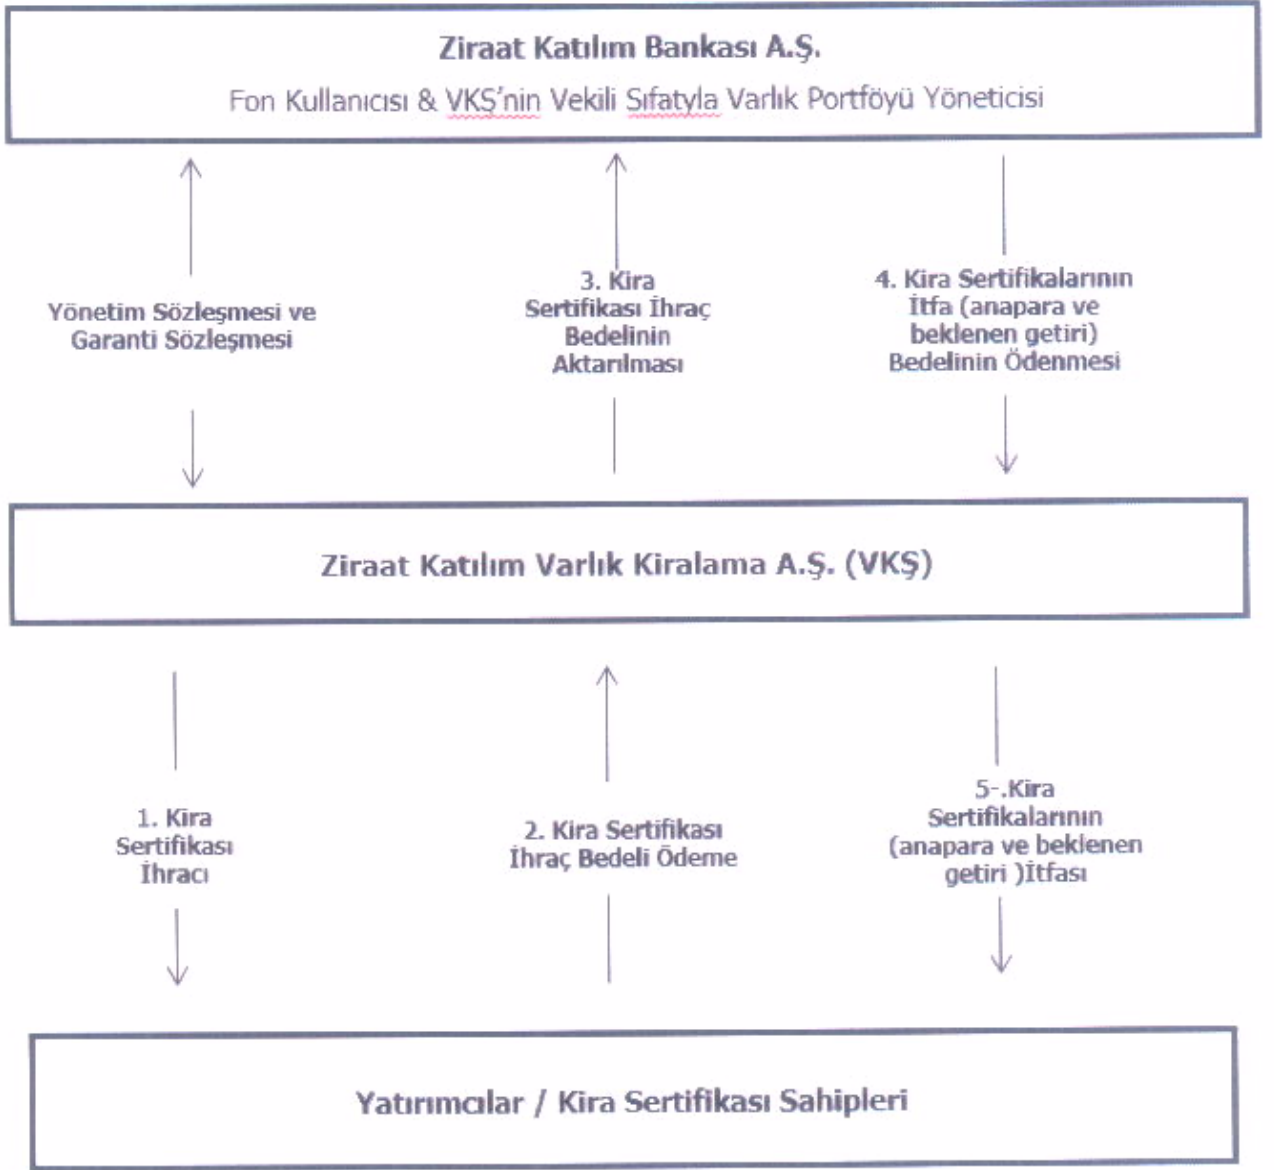 Ziraat Katılım Bankası A.Ş.
Fon Kullanıcısı & VKŞ'nin Vekili Sıfatyla Varlık Portföyü Yöneticisi
Yönetim Sözleşmesi ve
Garanti Sözleşmesi
3. Kira
Sertifikası İhraç
Bedelinin
Aktarılması
4. Kira Sertifikalarının
İtfa (anapara ve
beklenen getiri)
Bedelinin Ödenmesi
Ziraat Katılım Varlık Kiralama A.Ş. (VKŞ)
1. Kira
Sertifikası
İhracı
2. Kira Sertifikası
İhraç Bedeli Ödeme
5-.Kira
Sertifikalarının
(anapara ve beklenen
getiri )İtfası
Yatırımcılar / Kira Sertifikası Sahipleri